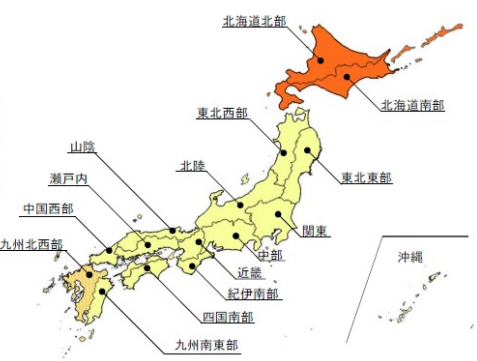 北海道北部
北海道南部
東北西部
山陰
北陸
東北東部
瀬戸内
中国西部
関東
九州北西部
中部
沖縄
近畿
紀伊南部
四国南部
九州南東部